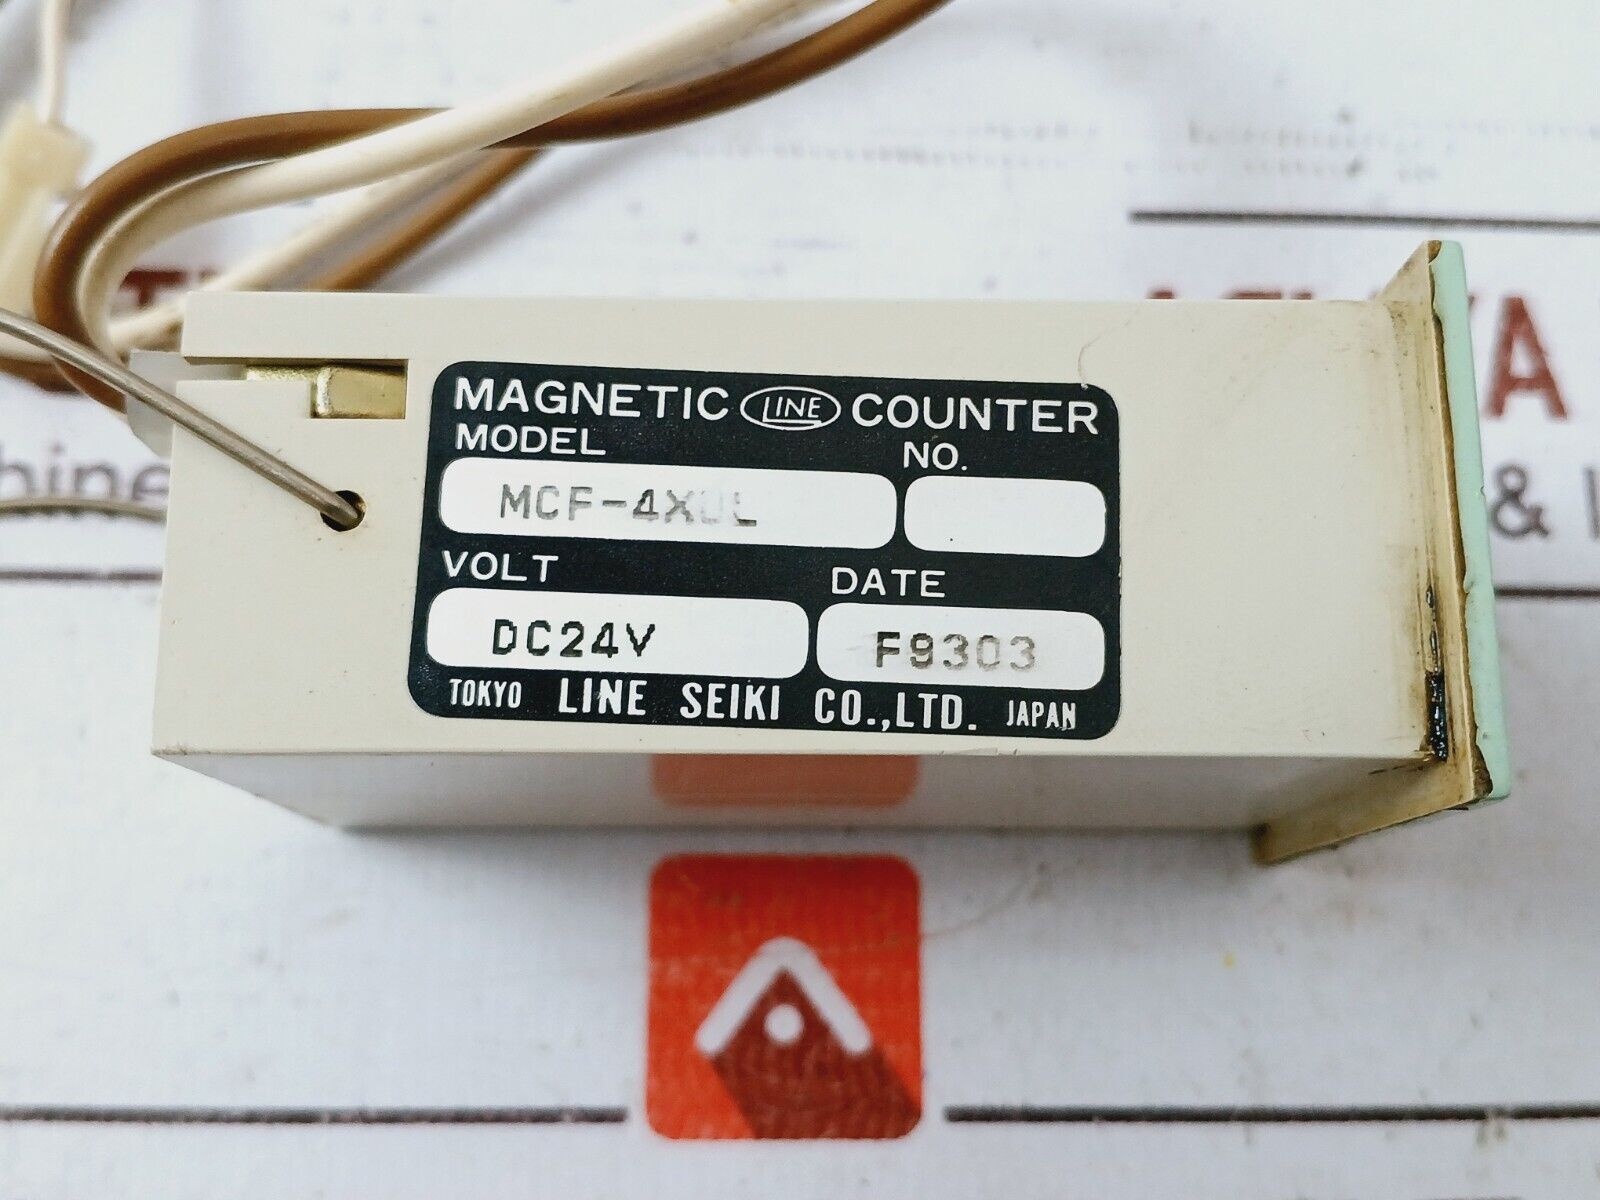 MAGNETIC LINE COUNTER
MODEL NO.
MCF-4XUL
VOLT DATE
DC24V F9303
TOKYO LINE SEIKI CO.,LTD. JAPAN
&